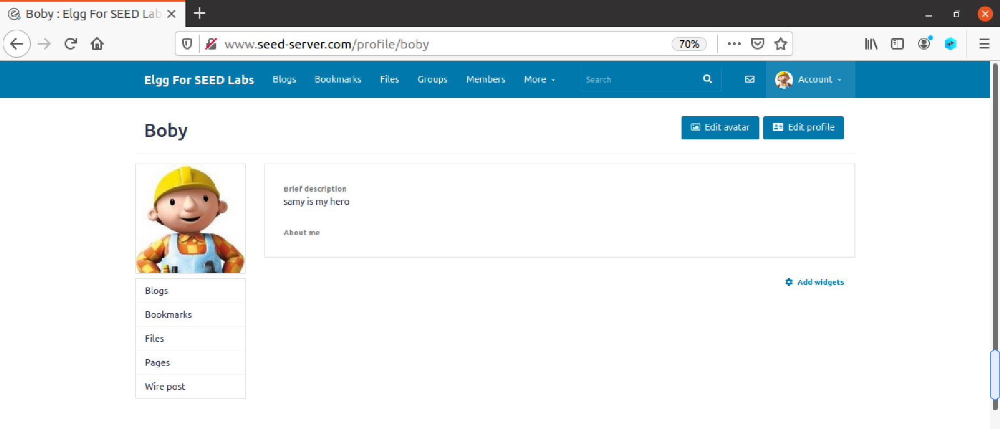 Boby : Elgg For SEED Lab
www.seed-server.com/profile/boby
70%
Elgg For SEED Labs
Blogs
Bookmarks
Files
Groups
Members
More
Search
Account
Boby
Edit avatar
Edit profile
Brief description
samy is my hero
About me
Add widgets
Blogs
Bookmarks
Files
Pages
Wire post